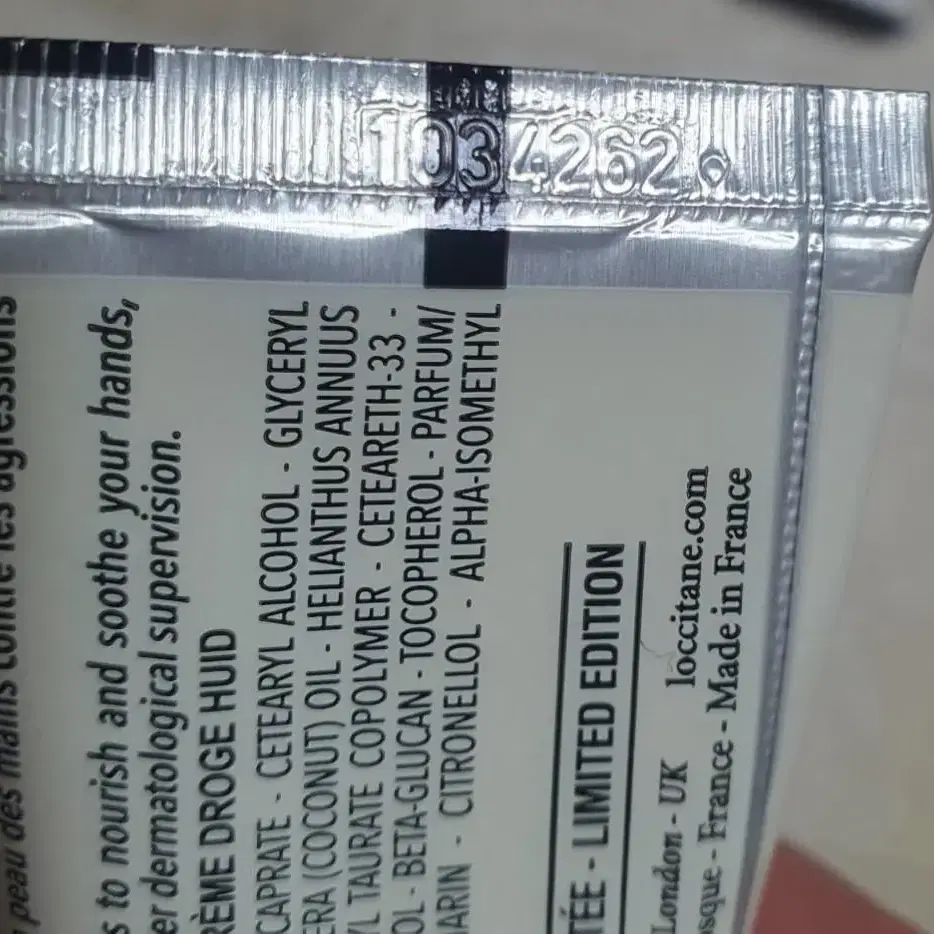 1034262
peau des mains contre les agressions
s to nourish and soothe your hands,
er dermatological supervision.
RÈME DROGE HUID
CAPRATE - CETEARYL ALCOHOL - GLYCERYL
ERA (COCONUT) OIL - HELIANTHUS ANNUUS
YL TAURATE COPOLYMER - CETEARETH-33 -
OL - BETA-GLUCAN - TOCOPHEROL - PARFUM/
ARIN - CITRONELLOL - ALPHA-ISOMETHYL
TÉE - LIMITED EDITION
London - UK loccitane.com
sque - France - Made in France